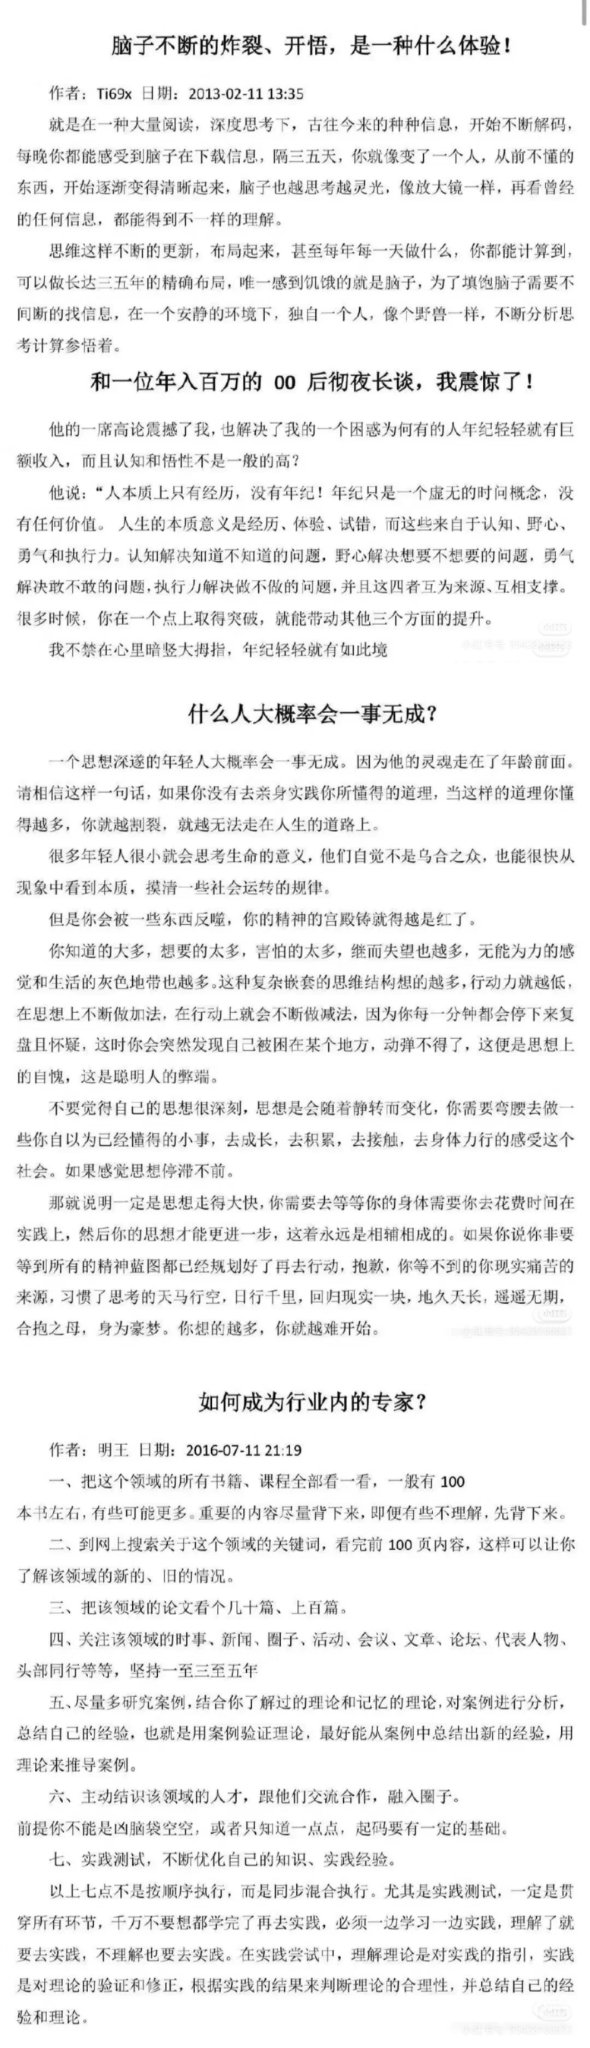 脑子不断的炸裂、开悟，是一种什么体验！
作者：Ti69x 日期：2013-02-11 13:35
就是在一种大量阅读，深度思考下，古往今来的种种信息，开始不断解码，
每晚你都能感受到脑子在下载信息，隔三五天，你就像变了一个人，从前不懂的
东西，开始逐渐变得清晰起来，脑子也越思考越灵光，像放大镜一样，再看曾经
的任何信息，都能得到不一样的理解。
思维这样不断的更新，布局起来，甚至每年每一天做什么，你都能计算到，
可以做长达三五年的精确布局，唯一感到饥饿的就是脑子，为了填饱脑子需要不
间断的找信息，在一个安静的环境下，独自一个人，像个野兽一样，不断分析思
考计算参悟着。
和一位年入百万的 00 后彻夜长谈，我震惊了！
他的一席高论震撼了我，也解决了我的一个困惑为何有的人年纪轻轻就有巨
额收入，而且认知和悟性不是一般的高？
他说：“人本质上只有经历，没有年纪！年纪只是一个虚无的时间概念，没
有任何价值。 人生的本质意义是经历、体验、试错，而这些来自于认知、野心、
勇气和执行力。认知解决知道不知道的问题，野心解决想要不想要的问题，勇气
解决敢不敢的问题，执行力解决做不做的问题，并且这四者互为来源、互相支撑。
很多时候，你在一个点上取得突破，就能带动其他三个方面的提升。
我不禁在心里暗竖大拇指，年纪轻轻就有如此境
什么人大概率会一事无成？
一个思想深邃的年轻人大概率会一事无成。因为他的灵魂走在了年龄前面。
请相信这样一句话，如果你没有去亲身实践你所懂得的道理，当这样的道理你懂
得越多，你就越割裂，就越无法走在人生的道路上。
很多年轻人很小就会思考生命的意义，他们自觉不是乌合之众，也能很快从
现象中看到本质，摸清一些社会运转的规律。
但是你会被一些东西反噬，你的精神的宫殿铸就得越是红了。
你知道的大多，想要的太多，害怕的太多，继而失望也越多，无能为力的感
觉和生活的灰色地带也越多。这种复杂嵌套的思维结构想的越多，行动力就越低，
在思想上不断做加法，在行动上就会不断做减法，因为你每一分钟都会停下来复
盘且怀疑，这时你会突然发现自己被困在某个地方，动弹不得了，这便是思想上
的自愧，这是聪明人的弊端。
不要觉得自己的思想很深刻，思想是会随着静转而变化，你需要弯腰去做一
些你自以为已经懂得的小事，去成长，去积累，去接触，去身体力行的感受这个
社会。如果感觉思想停滞不前。
那就说明一定是思想走得大快，你需要去等等你的身体需要你去花费时间在
实践上，然后你的思想才能更进一步，这着永远是相辅相成的。如果你说你非要
等到所有的精神蓝图都已经规划好了再去行动，抱歉，你等不到的你现实痛苦的
来源，习惯了思考的天马行空，日行千里，回归现实一块，地久天长，遥遥无期，
合抱之母，身为豪梦。你想的越多，你就越难开始。
如何成为行业内的专家？
作者：明王 日期：2016-07-11 21:19
一、把这个领域的所有书籍、课程全部看一看，一般有 100
本书左右，有些可能更多。重要的内容尽量背下来，即便有些不理解，先背下来。
二、到网上搜索关于这个领域的关键词，看完前 100 页内容，这样可以让你
了解该领域的新的、旧的情况。
三、把该领域的论文看个几十篇、上百篇。
四、关注该领域的时事、新闻、圈子、活动、会议、文章、论坛、代表人物、
头部同行等等，坚持一至三至五年
五、尽量多研究案例，结合你了解过的理论和记忆的理论，对案例进行分析，
总结自己的经验，也就是用案例验证理论，最好能从案例中总结出新的经验，用
理论来推导案例。
六、主动结识该领域的人才，跟他们交流合作，融入圈子。
前提你不能是凶脑袋空空，或者只知道一点点，起码要有一定的基础。
七、实践测试，不断优化自己的知识、实践经验。
以上七点不是按顺序执行，而是同步混合执行。尤其是实践测试，一定是贯
穿所有环节，千万不要想都学完了再去实践，必须一边学习一边实践，理解了就
要去实践，不理解也要去实践。在实践尝试中，理解理论是对实践的指引，实践
是对理论的验证和修正，根据实践的结果来判断理论的合理性，并总结自己的经
验和理论。